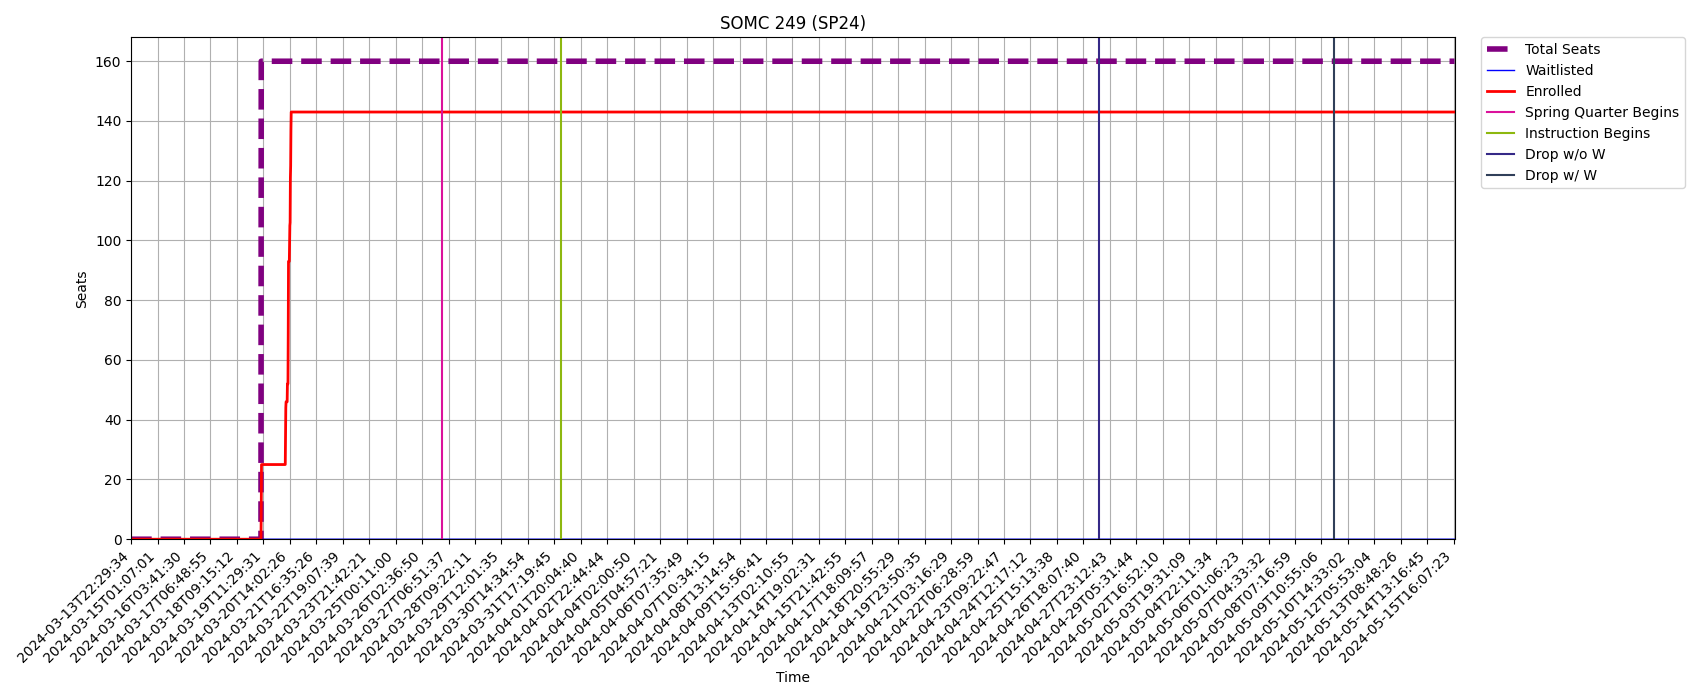 SOMC 249 (SP24)
Total Seats
Waitlisted
Enrolled
Spring Quarter Begins
Instruction Begins
Drop w/o W
Drop w/ W
Seats
160
140
120
100
80
60
40
20
0
2024-03-13T22:29:34
2024-03-15T01:07:01
2024-03-16T03:41:30
2024-03-17T06:48:55
2024-03-18T09:15:12
2024-03-19T11:29:31
2024-03-20T14:02:26
2024-03-21T16:35:26
2024-03-22T19:07:39
2024-03-23T21:42:21
2024-03-25T00:11:00
2024-03-26T02:36:50
2024-03-27T06:51:37
2024-03-28T09:22:11
2024-03-29T12:01:35
2024-03-30T14:34:54
2024-03-31T17:19:45
2024-04-01T20:04:40
2024-04-02T22:44:44
2024-04-04T02:00:50
2024-04-05T04:57:21
2024-04-06T07:35:49
2024-04-07T10:34:15
2024-04-08T13:14:54
2024-04-09T15:56:41
2024-04-13T02:10:55
2024-04-14T19:02:31
2024-04-15T21:42:55
2024-04-17T18:09:57
2024-04-18T20:55:29
2024-04-19T23:50:35
2024-04-21T03:16:29
2024-04-22T06:28:59
2024-04-23T09:22:47
2024-04-24T12:17:12
2024-04-25T15:13:38
2024-04-26T18:07:40
2024-04-27T23:12:43
2024-04-29T05:31:44
2024-05-02T16:52:10
2024-05-03T19:31:09
2024-05-04T22:11:34
2024-05-06T01:06:23
2024-05-07T04:33:32
2024-05-08T07:16:59
2024-05-09T10:55:06
2024-05-10T14:33:02
2024-05-12T05:53:04
2024-05-13T08:48:26
2024-05-14T13:16:45
2024-05-15T16:07:23
Time